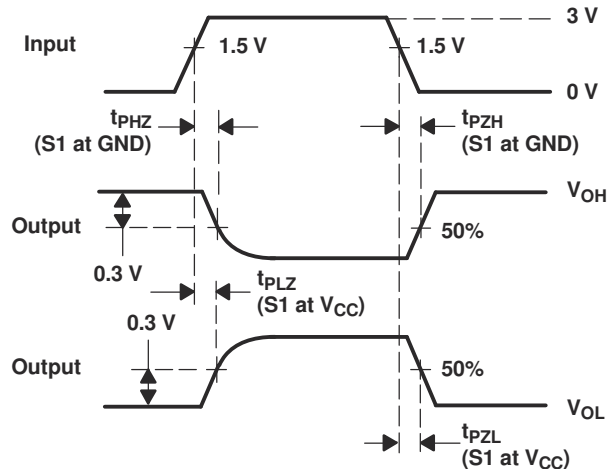 3 V
Input
1.5 V
1.5 V
0 V
tPHZ
(S1 at GND)
tPZH
(S1 at GND)
VOH
Output
50%
0.3 V
tPLZ
(S1 at VCC)
0.3 V
Output
50%
VOL
tPZL
(S1 at VCC)